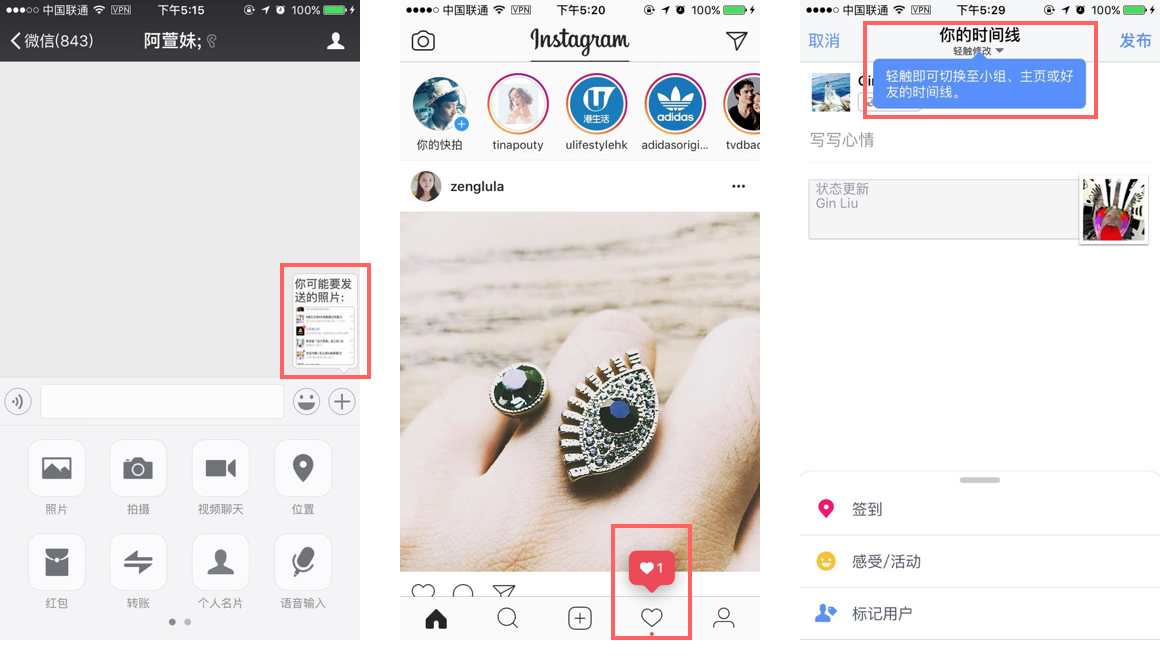 中国联通 VPN 下午5:15 100%
微信(843) 阿萱妹;
你可能要发
送的照片:
照片 拍摄 视频聊天 位置
红包 转账 个人名片 语音输入
中国联通 VPN 下午5:20 100%
Instagram
你的快拍 tinapouty ulifestylehk adidasorigi... tvdbad
港生活
adidas
zenglula
1
中国联通 VPN 下午5:29 100%
取消 你的时间线 发布
轻触修改
轻触即可切换至小组、主页或好
友的时间线。
Gin
写写心情
状态更新
Gin Liu
签到
感受/活动
标记用户